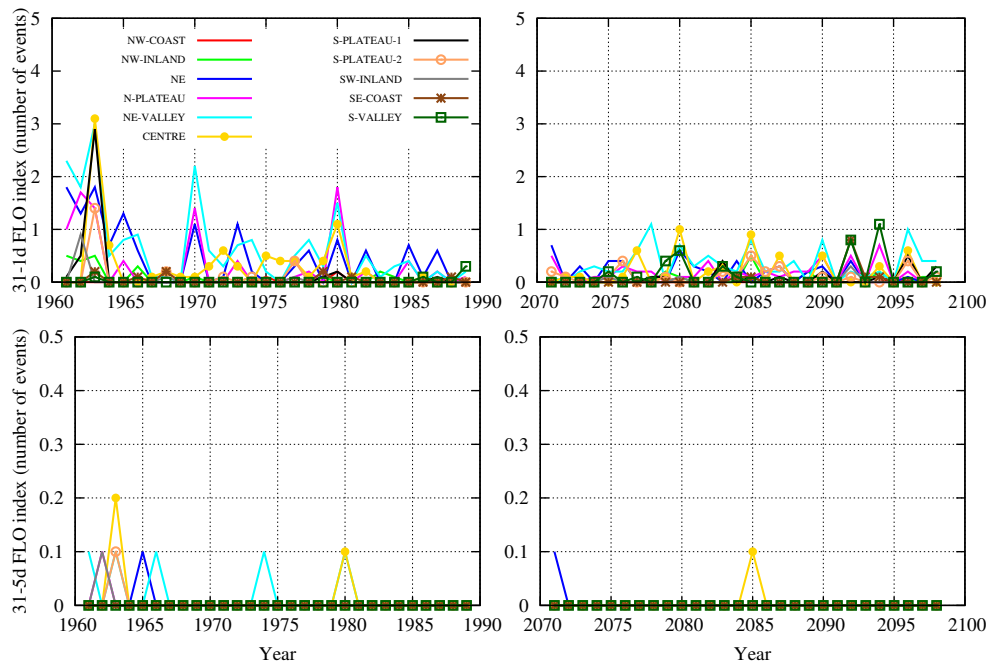 31-1d FLO index (number of events)
5
4
3
2
1
0
1960 1965 1970 1975 1980 1985 1990
NW-COAST
NW-INLAND
NE
N-PLATEAU
NE-VALLEY
CENTRE
S-PLATEAU-1
S-PLATEAU-2
SW-INLAND
SE-COAST
S-VALLEY
5
4
3
2
1
0
2070 2075 2080 2085 2090 2095 2100
31-5d FLO index (number of events)
0.5
0.4
0.3
0.2
0.1
0
1960 1965 1970 1975 1980 1985 1990
Year
0.5
0.4
0.3
0.2
0.1
0
2070 2075 2080 2085 2090 2095 2100
Year